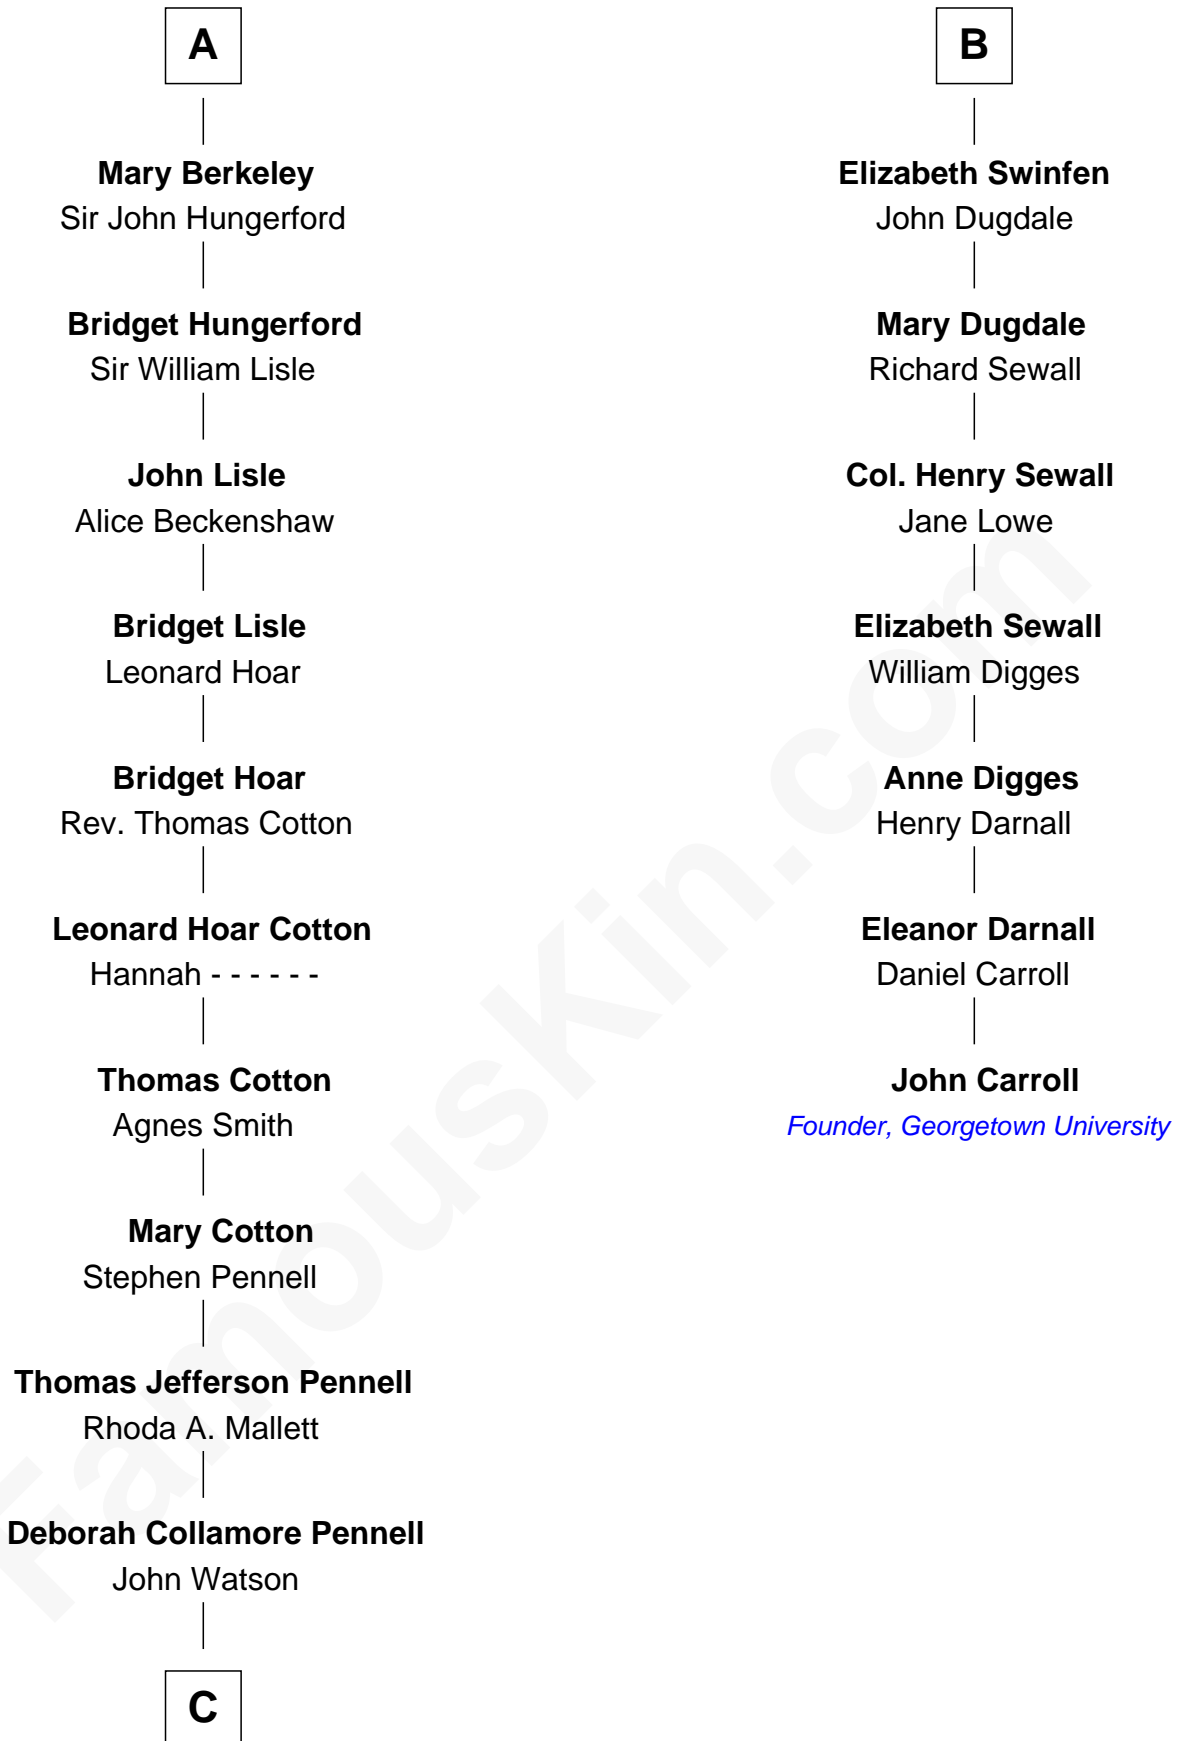 A
Mary Berkeley
Sir John Hungerford
Bridget Hungerford
Sir William Lisle
John Lisle
Alice Beckenshaw
Bridget Lisle
Leonard Hoar
Bridget Hoar
Rev. Thomas Cotton
Leonard Hoar Cotton
Hannah - - - - - -
Thomas Cotton
Agnes Smith
Mary Cotton
Stephen Pennell
Thomas Jefferson Pennell
Rhoda A. Mallett
Deborah Collamore Pennell
John Watson
C
B
Elizabeth Swinfen
John Dugdale
Mary Dugdale
Richard Sewall
Col. Henry Sewall
Jane Lowe
Elizabeth Sewall
William Digges
Anne Digges
Henry Darnall
Eleanor Darnall
Daniel Carroll
John Carroll
Founder, Georgetown University
FamousKin.com